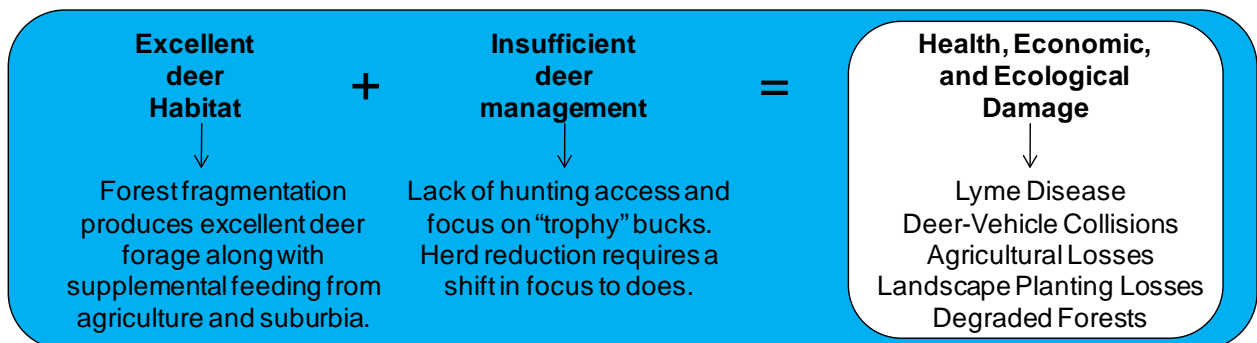 Excellent
deer
Habitat
+
Insufficient
deer
management
=
Health, Economic,
and Ecological
Damage
Forest fragmentation
produces excellent deer
forage along with
supplemental feeding from
agriculture and suburbia.
Lack of hunting access and
focus on “trophy” bucks.
Herd reduction requires a
shift in focus to does.
Lyme Disease
Deer-Vehicle Collisions
Agricultural Losses
Landscape Planting Losses
Degraded Forests